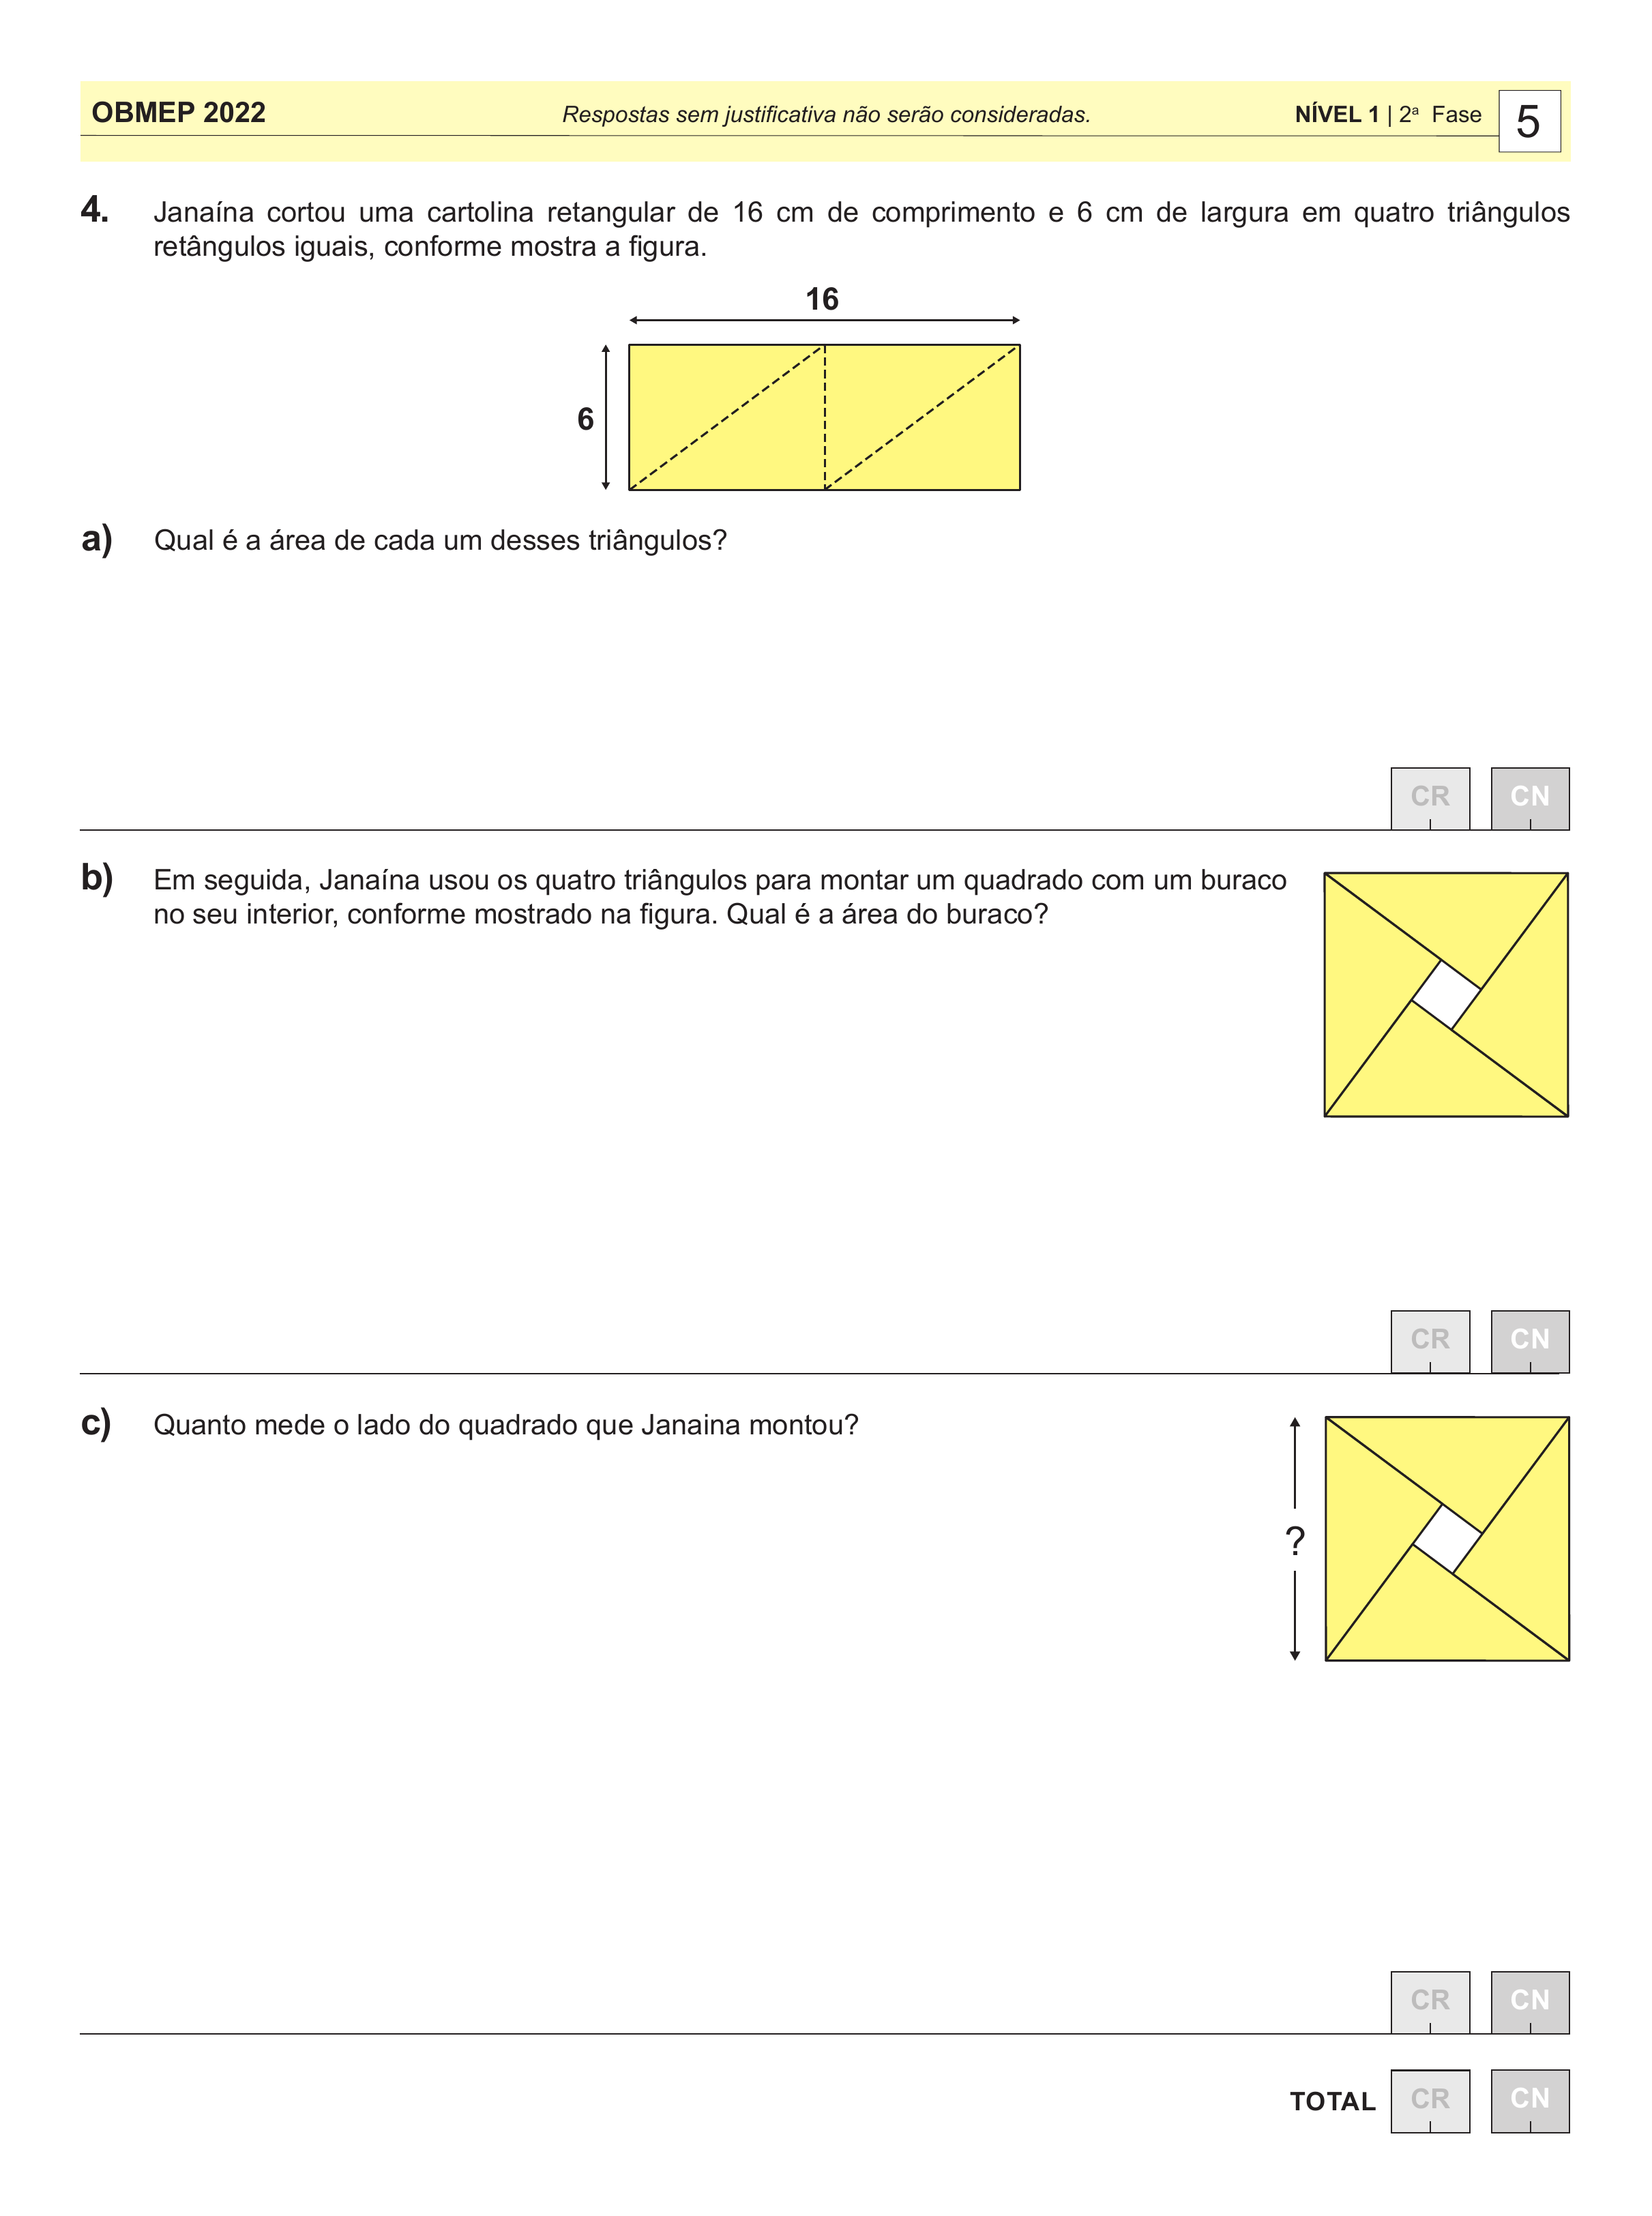 OBMEP 2022 Respostas sem justificativa não serão consideradas. NÍVEL 1 | 2ª Fase 5
4. Janaína cortou uma cartolina retangular de 16 cm de comprimento e 6 cm de largura em quatro triângulos
retângulos iguais, conforme mostra a figura.
16
6
a) Qual é a área de cada um desses triângulos?
CR CN
b) Em seguida, Janaína usou os quatro triângulos para montar um quadrado com um buraco
no seu interior, conforme mostrado na figura. Qual é a área do buraco?
CR CN
c) Quanto mede o lado do quadrado que Janaina montou?
?
CR CN
TOTAL CR CN